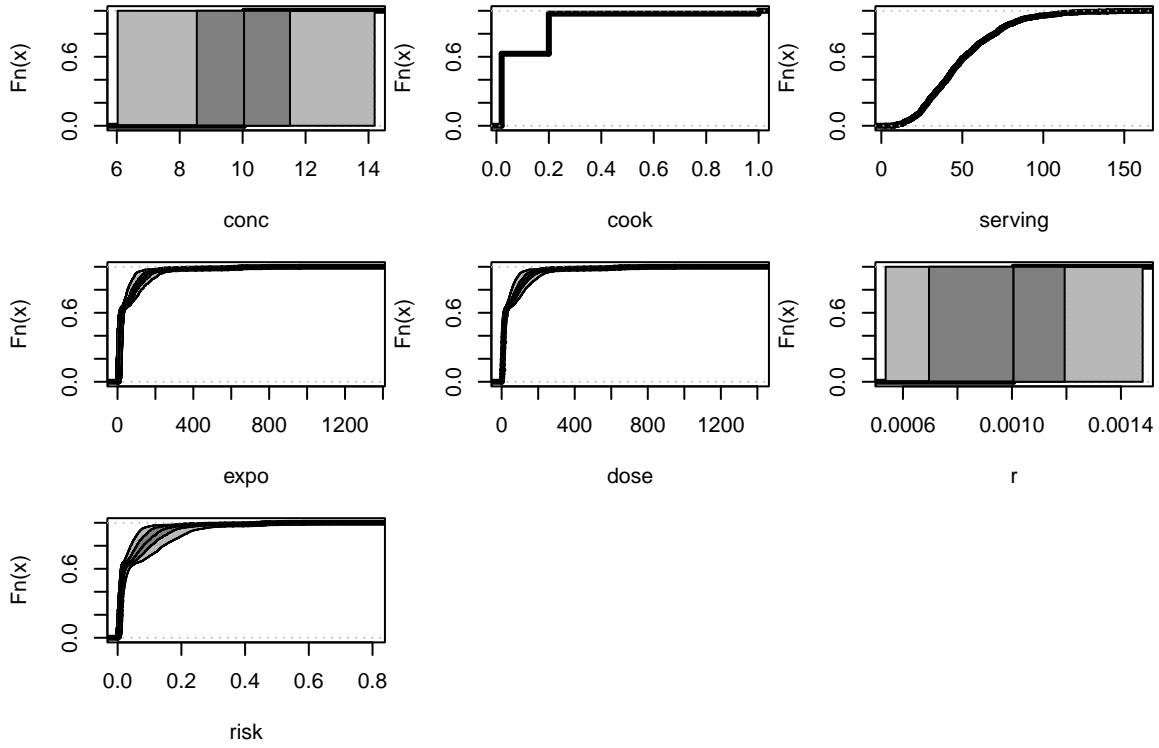 Fn(x)
0.0 0.6
6 8 10 12 14
conc
Fn(x)
0.0 0.6
0.0 0.2 0.4 0.6 0.8 1.0
cook
Fn(x)
0.0 0.6
0 50 100 150
serving
Fn(x)
0.0 0.6
0 400 800 1200
expo
Fn(x)
0.0 0.6
0 400 800 1200
dose
Fn(x)
0.0 0.6
0.0006 0.0010 0.0014
r
Fn(x)
0.0 0.6
0.0 0.2 0.4 0.6 0.8
risk